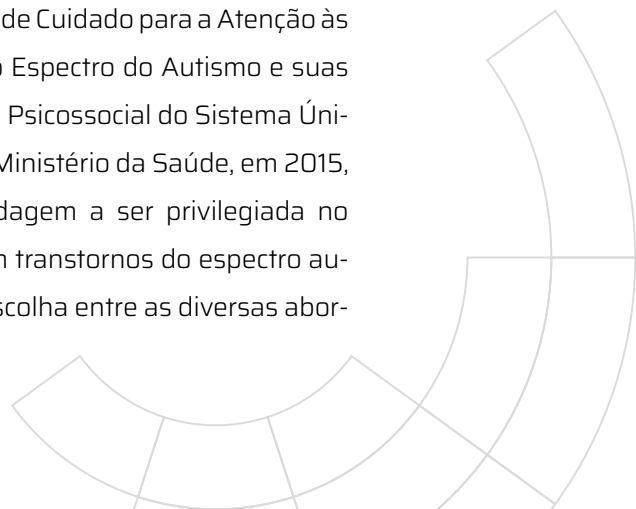 de Cuidado para a Atenção às
Espectro do Autismo e suas
Psicossocial do Sistema Úni-
Ministério da Saúde, em 2015,
dagem a ser privilegiada no
transtornos do espectro au-
scolha entre as diversas abor-